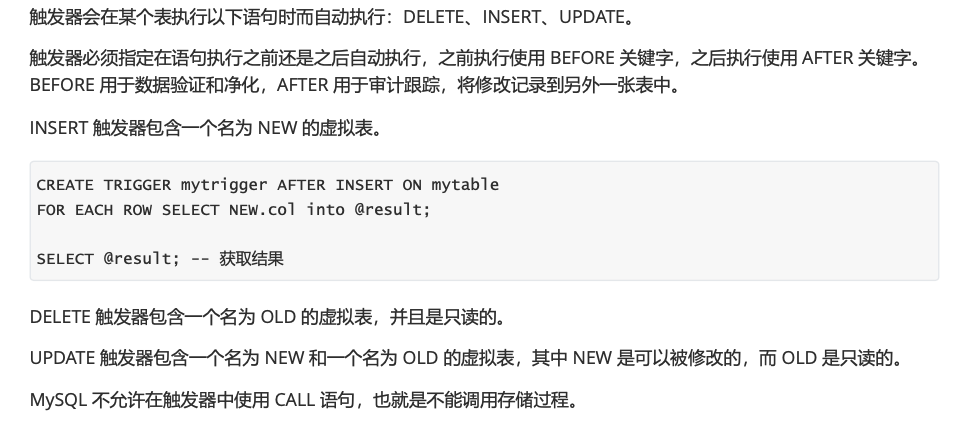 触发器会在某个表执行以下语句时而自动执行：DELETE、INSERT、UPDATE。
触发器必须指定在语句执行之前还是之后自动执行，之前执行使用 BEFORE 关键字，之后执行使用 AFTER 关键字。
BEFORE 用于数据验证和净化，AFTER 用于审计跟踪，将修改记录到另外一张表中。
INSERT 触发器包含一个名为 NEW 的虚拟表。
CREATE TRIGGER mytrigger AFTER INSERT ON mytable
FOR EACH ROW SELECT NEW.col into @result;
SELECT @result; -- 获取结果
DELETE 触发器包含一个名为 OLD 的虚拟表，并且是只读的。
UPDATE 触发器包含一个名为 NEW 和一个名为 OLD 的虚拟表，其中 NEW 是可以被修改的，而 OLD 是只读的。
MySQL 不允许在触发器中使用 CALL 语句，也就是不能调用存储过程。